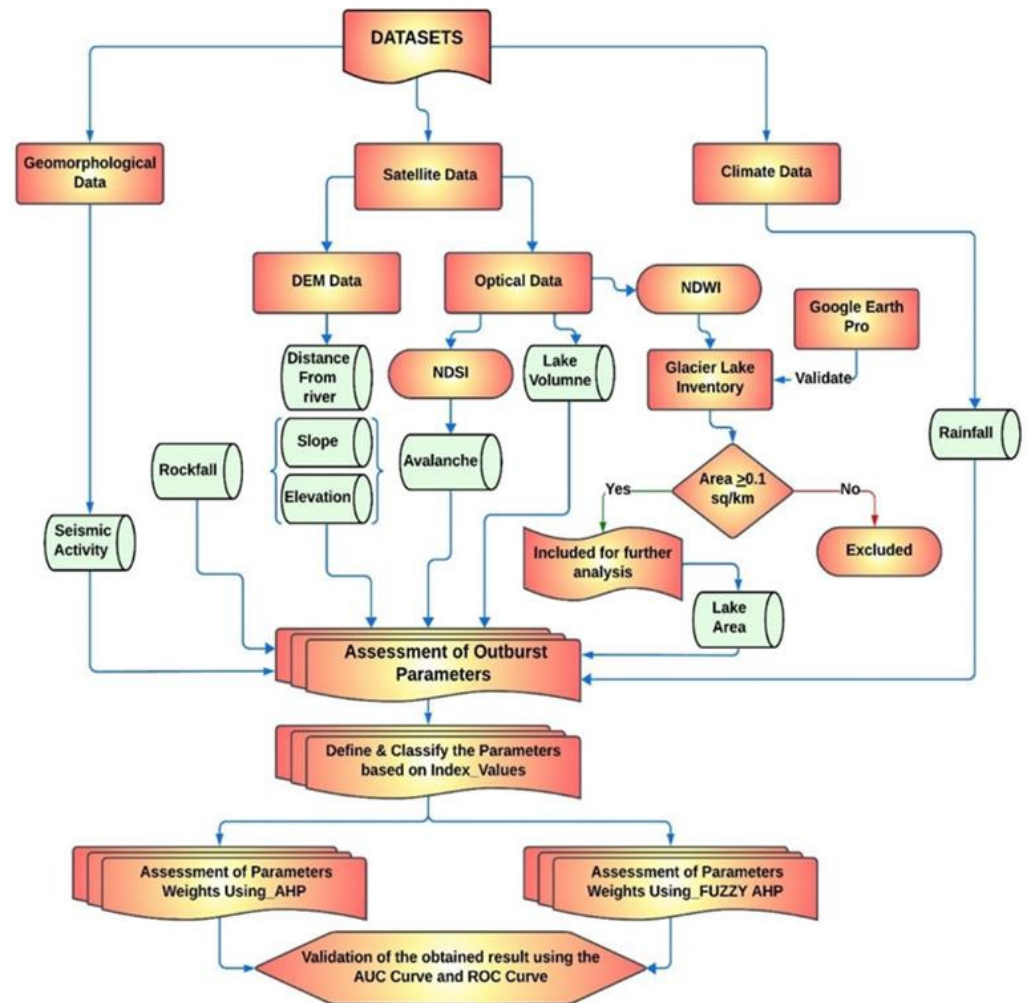 DATASETS
Geomorphological
Data
Satellite Data
Climate Data
DEM Data
Optical Data
NDWI
Google Earth
Pro
Distance
From
river
NDSI
Lake
Volumne
Glacier Lake
Inventory
Validate
Slope
Rockfall
Avalanche
Rainfall
Elevation
Area ≥0.1
sq/km
Yes
No
Seismic
Activity
Included for further
analysis
Excluded
Lake
Area
Assessment of Outburst
Parameters
Define & Classify the Parameters
based on Index_Values
Assessment of Parameters
Weights Using_AHP
Assessment of Parameters
Weights Using_FUZZY AHP
Validation of the obtained result using the
AUC Curve and ROC Curve